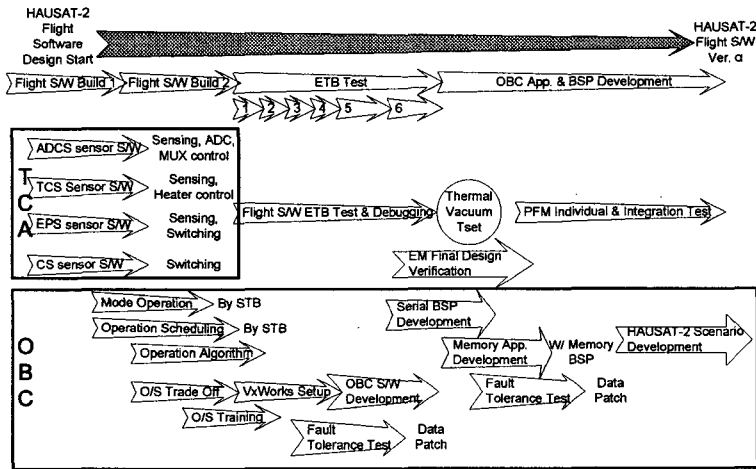 HAUSAT-2
Flight
Software
Design Start
HAUSAT-2
Flight S/W
Ver. α
Flight S/W Build 1
Flight S/W Build 2
ETB Test
OBC App. & BSP Development
1 2 3 4 5 6
TCA
ADCS sensor S/W
Sensing, ADC,
MUX control
TCS Sensor S/W
Sensing,
Heater control
EPS sensor S/W
Sensing,
Switching
CS sensor S/W
Switching
Flight S/W ETB Test & Debugging
Thermal
Vacuum
Tset
PFM Individual & Integration Test
EM Final Design
Verification
OBC
Mode Operation
By STB
Operation Scheduling
By STB
Operation Algorithm
Serial BSP
Development
Memory App.
Development
W/ Memory
BSP
HAUSAT-2 Scenario
Development
O/S Trade Off
VxWorks Setup
OBC S/W
Development
Fault
Tolerance Test
Data
Patch
O/S Training
Fault
Tolerance Test
Data
Patch